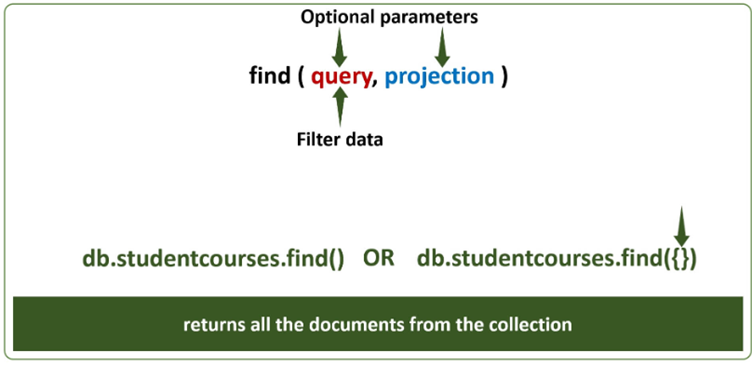 Optional parameters
find ( query, projection )
Filter data
db.studentcourses.find() OR db.studentcourses.find({})
returns all the documents from the collection